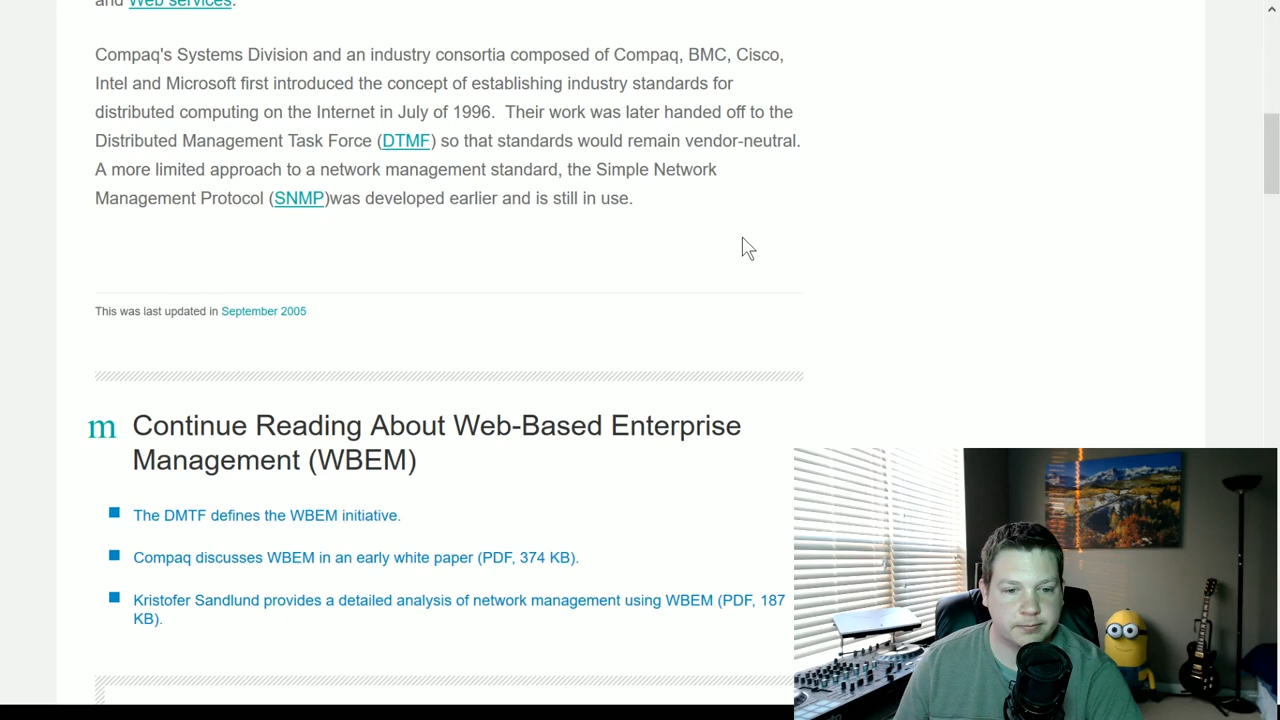 and Web services.
Compaq's Systems Division and an industry consortia composed of Compaq, BMC, Cisco,
Intel and Microsoft first introduced the concept of establishing industry standards for
distributed computing on the Internet in July of 1996.  Their work was later handed off to the
Distributed Management Task Force (DTMF) so that standards would remain vendor-neutral.
A more limited approach to a network management standard, the Simple Network
Management Protocol (SNMP)was developed earlier and is still in use.
This was last updated in September 2005
m Continue Reading About Web-Based Enterprise
Management (WBEM)
The DMTF defines the WBEM initiative.
Compaq discusses WBEM in an early white paper (PDF, 374 KB).
Kristofer Sandlund provides a detailed analysis of network management using WBEM (PDF, 187
KB).